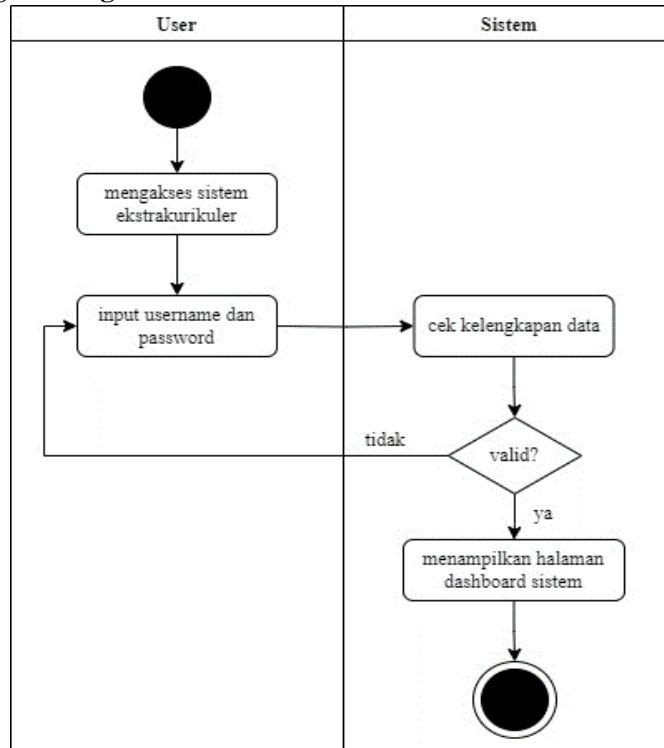 User
Sistem
mengakses sistem
ekstrakurikuler
input username dan
password
cek kelengkapan data
tidak
valid?
ya
menampilkan halaman
dashboard sistem